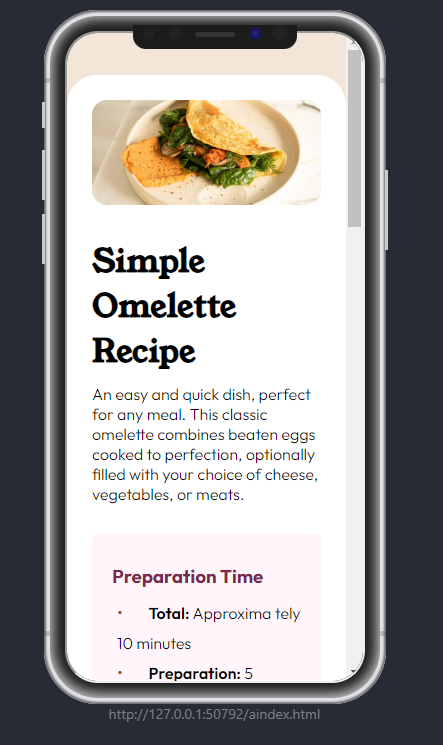 Simple
Omelette
Recipe
An easy and quick dish, perfect
for any meal. This classic
omelette combines beaten eggs
cooked to perfection, optionally
filled with your choice of cheese,
vegetables, or meats.
Preparation Time
• Total: Approxima tely
10 minutes
• Preparation: 5
http://127.0.0.1:50792/aindex.html